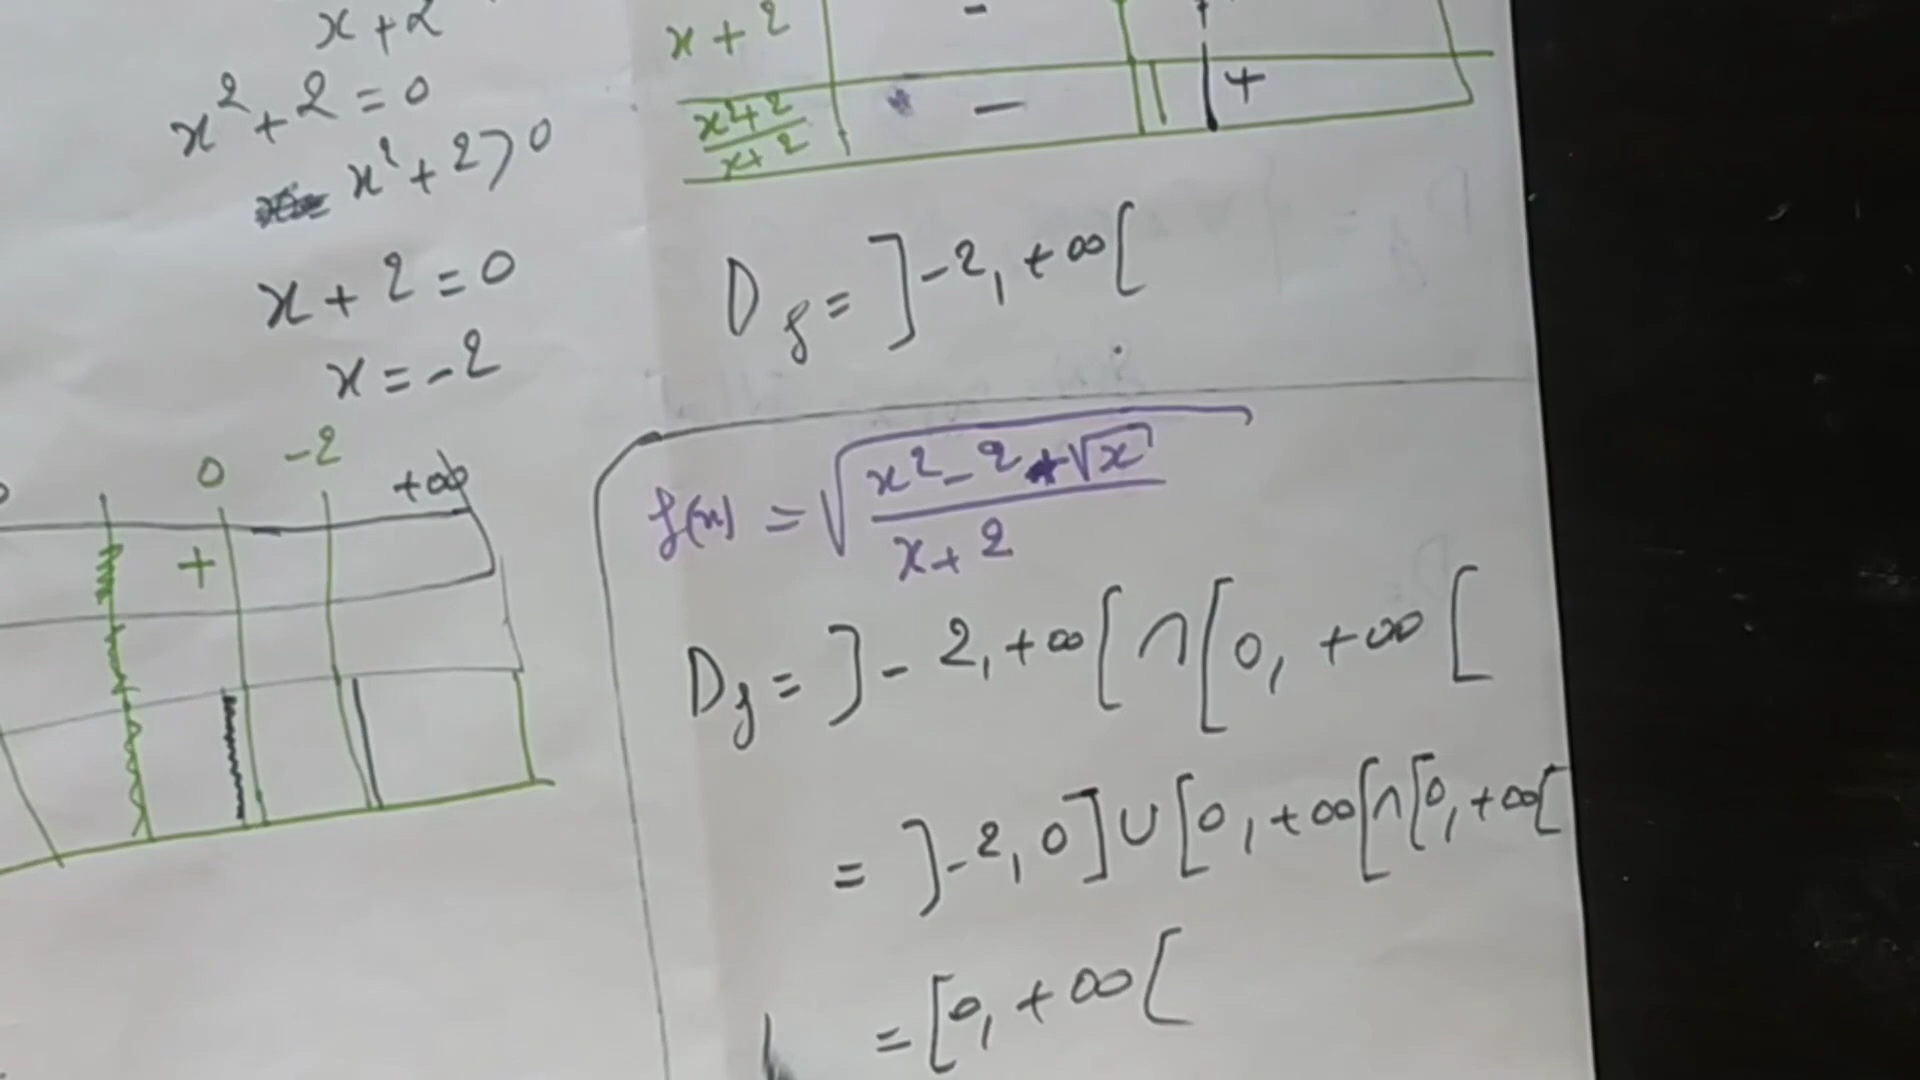 x+2
x²+2=0
x²+2>0
x+2=0
x=-2
0 -2 +∞
+
x+2 -
x²+2/x+2 - +
D_f = ]-2, +∞[
f(x) = √(x²-2+√x / x+2)
D_f = ]-2, +∞[ ∩ [0, +∞[
= ]-2, 0] ∪ [0, +∞[ ∩ [0, +∞[
= [0, +∞[